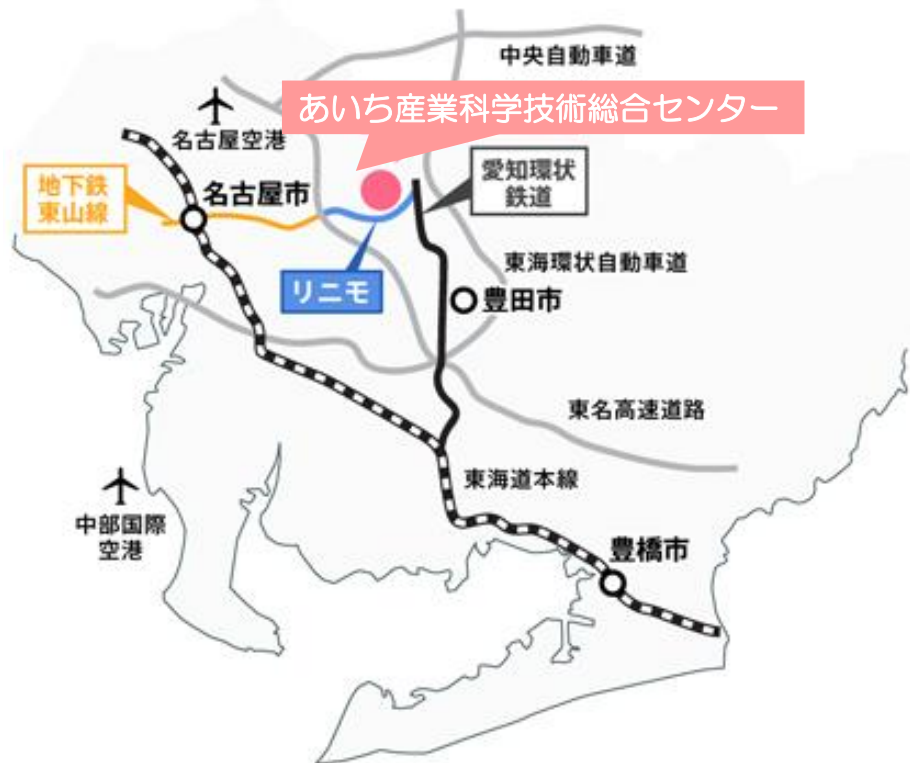 中央自動車道
あいち産業科学技術総合センター
名古屋空港
地下鉄
東山線
名古屋市
愛知環状
鉄道
リニモ
東海環状自動車道
豊田市
東名高速道路
東海道本線
中部国際
空港
豊橋市